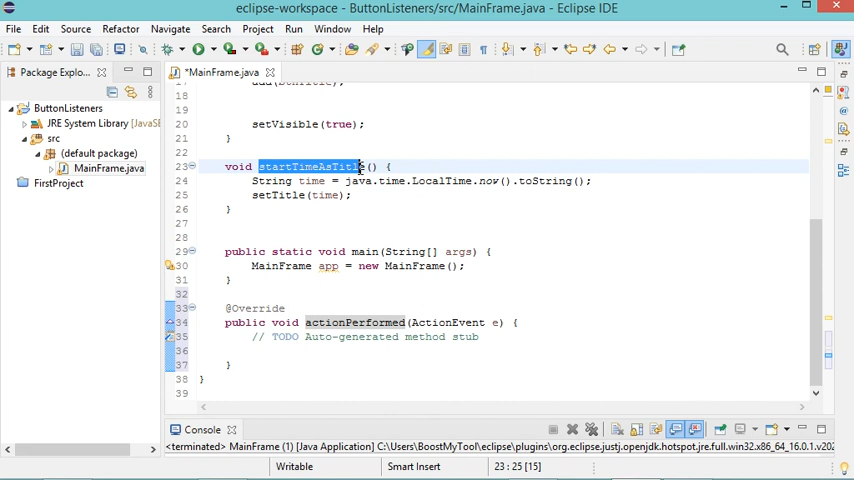 eclipse-workspace - ButtonListeners/src/MainFrame.java - Eclipse IDE
File Edit Source Refactor Navigate Search Project Run Window Help
Package Explo...
*MainFrame.java
ButtonListeners
JRE System Library [JavaSE
src
(default package)
MainFrame.java
FirstProject
18
19
20 setVisible(true);
21 }
22
23 void startTimeAsTitle() {
24 String time = java.time.LocalTime.now().toString();
25 setTitle(time);
26 }
27
28
29 public static void main(String[] args) {
30 MainFrame app = new MainFrame();
31 }
32
33 @Override
34 public void actionPerformed(ActionEvent e) {
35 // TODO Auto-generated method stub
36
37 }
38 }
39
Console
<terminated> MainFrame (1) [Java Application] C:\Users\BoostMyTool\eclipse\plugins\org.eclipse.justj.openjdk.hotspot.jre.full.win32.x86_64_16.0.1.v202
Writable Smart Insert 23 : 25 [15]